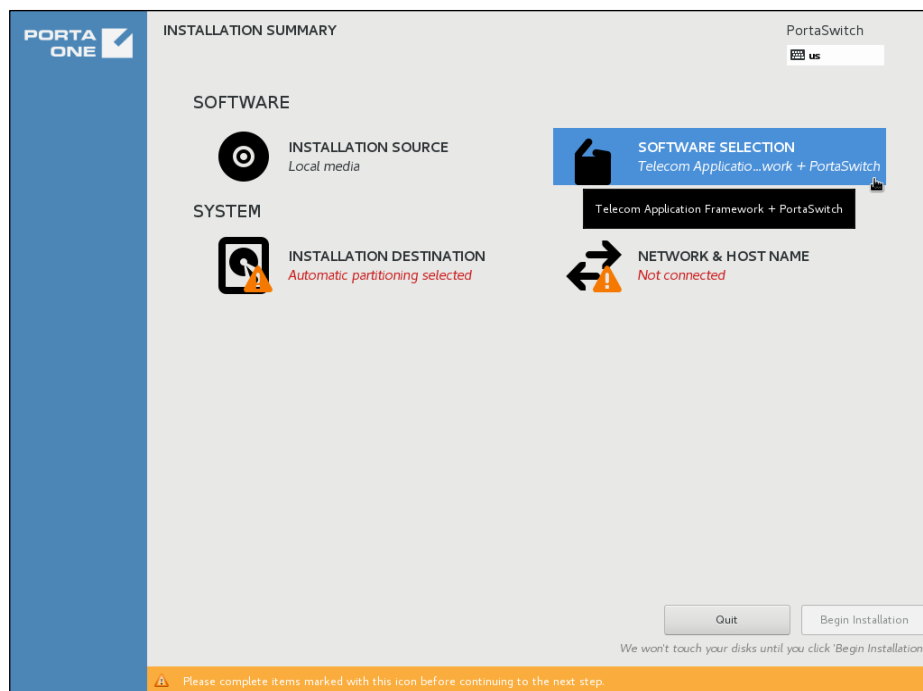 PORTA
ONE
INSTALLATION SUMMARY
PortaSwitch
us
SOFTWARE
INSTALLATION SOURCE
Local media
SOFTWARE SELECTION
Telecom Applicatio...work + PortaSwitch
Telecom Application Framework + PortaSwitch
SYSTEM
INSTALLATION DESTINATION
Automatic partitioning selected
NETWORK & HOST NAME
Not connected
Quit
Begin Installation
We won't touch your disks until you click 'Begin Installation
Please complete items marked with this icon before continuing to the next step.